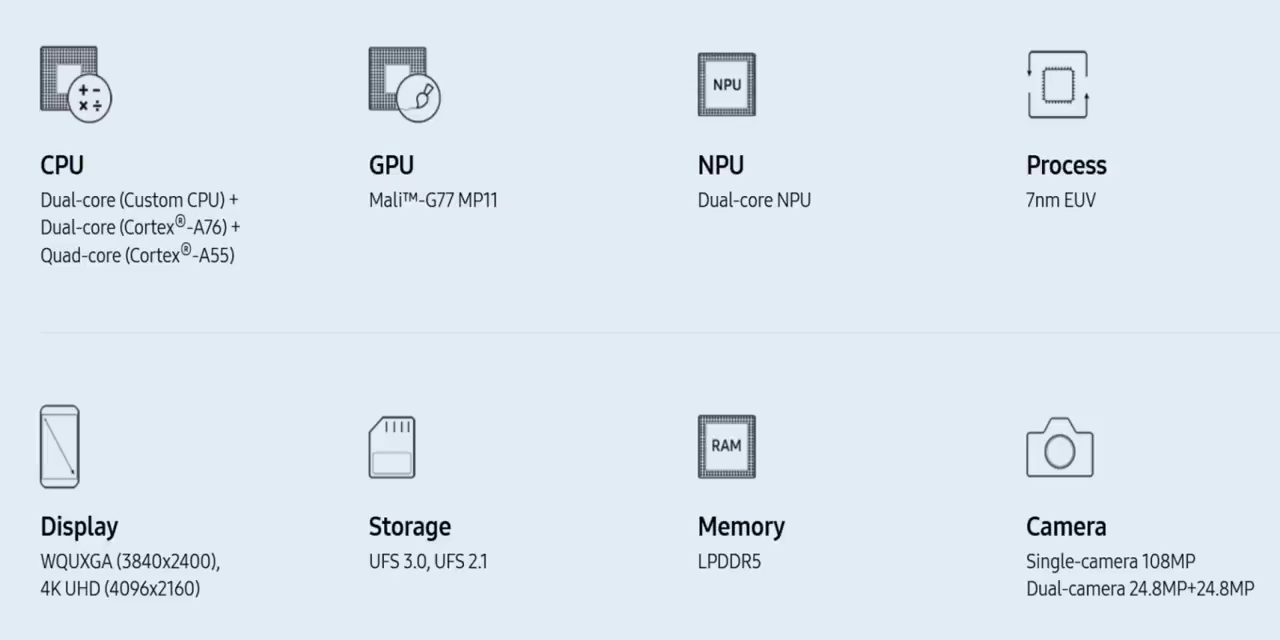 + -
× ÷
NPU
CPU
Dual-core (Custom CPU) +
Dual-core (Cortex®-A76) +
Quad-core (Cortex®-A55)
GPU
Mali™-G77 MP11
NPU
Dual-core NPU
Process
7nm EUV
RAM
Display
WQUXGA (3840x2400),
4K UHD (4096x2160)
Storage
UFS 3.0, UFS 2.1
Memory
LPDDR5
Camera
Single-camera 108MP
Dual-camera 24.8MP+24.8MP